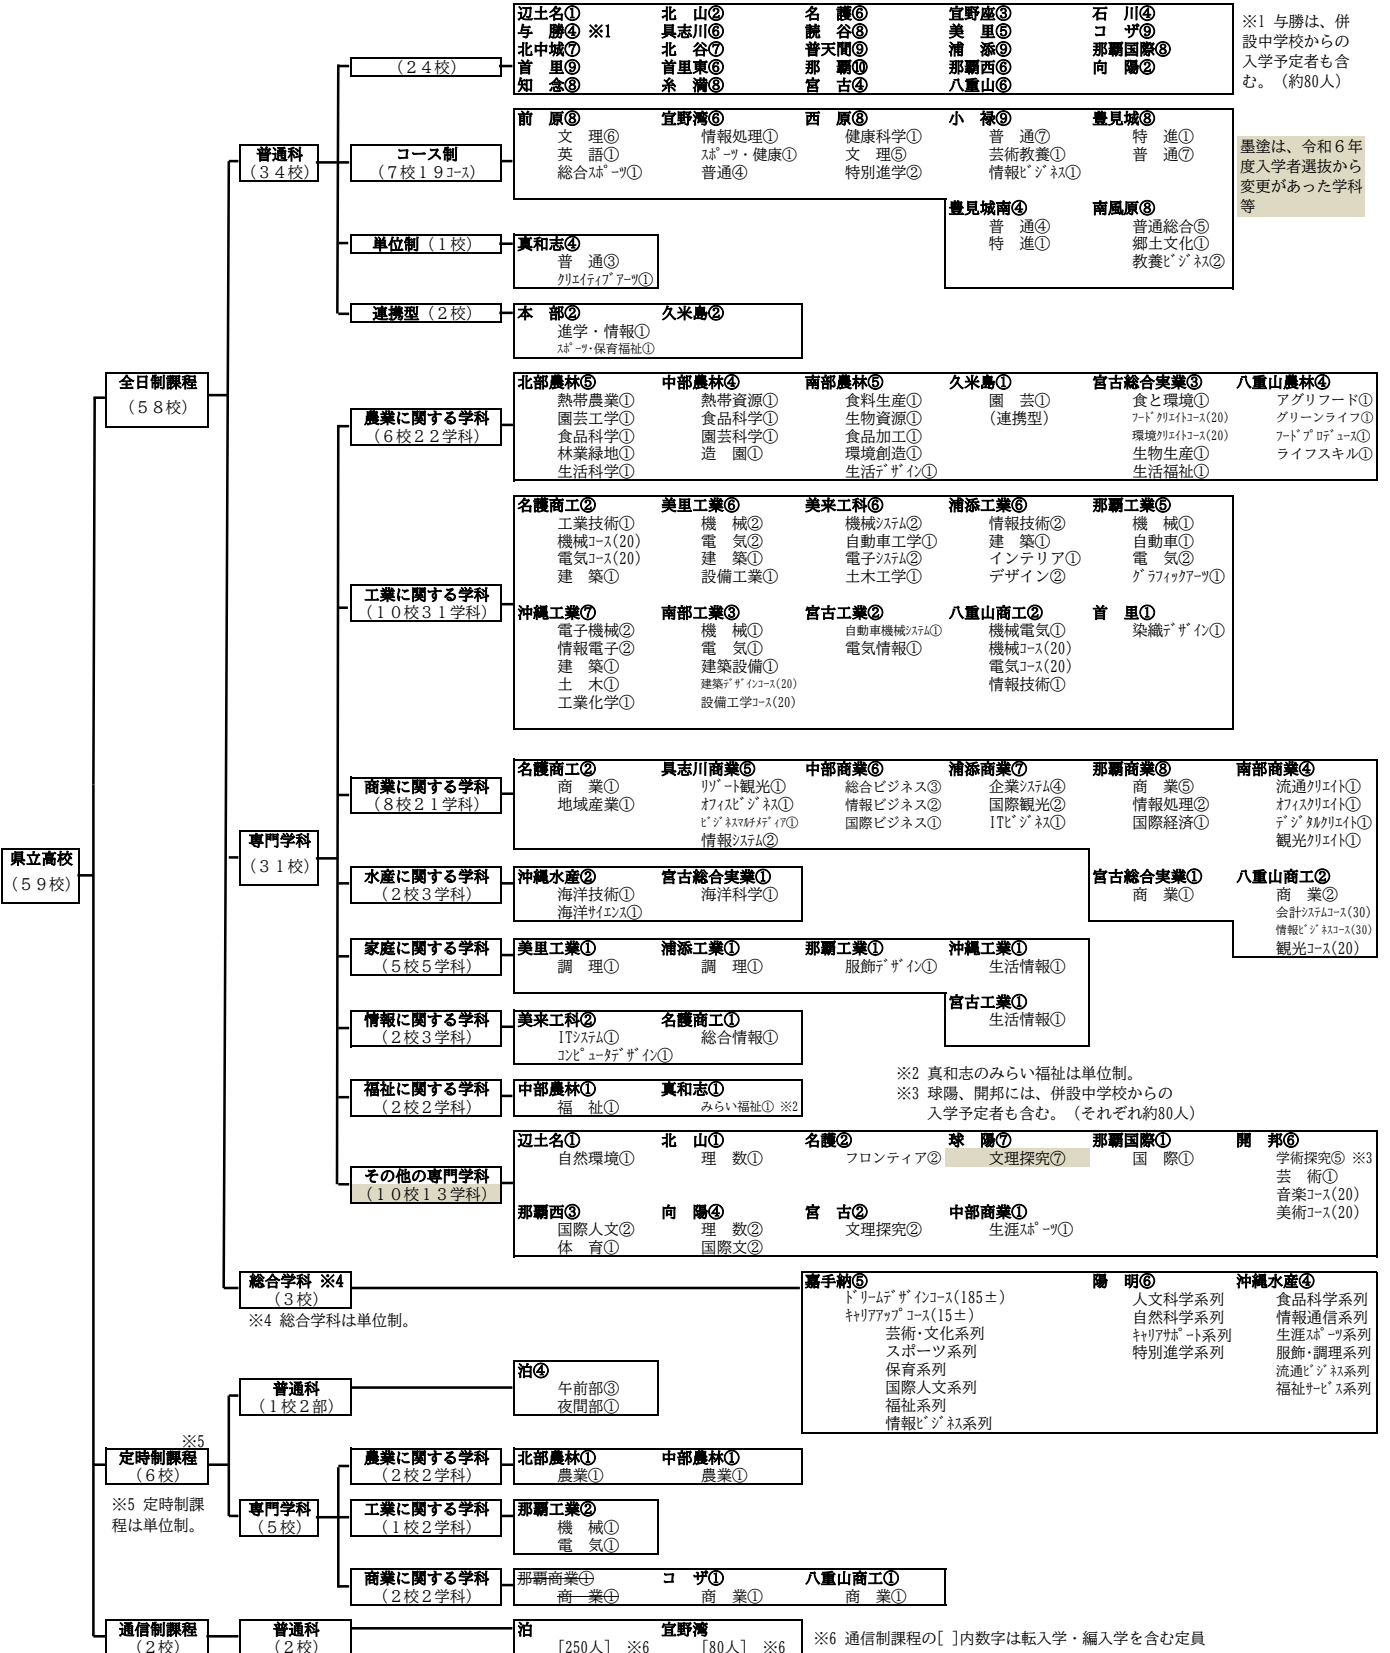 辺土名① 北　山② 名　護⑥ 宜野座③ 石　川④
与　勝④ ※1 具志川⑥ 読　谷⑧ 美　里⑤ コ　ザ⑨
北中城⑦ 北　谷⑦ 普天間⑨ 浦　添⑨ 那覇国際⑧
(２４校)
首　里⑨ 首里東⑥ 那　覇⑩ 那覇西⑥ 向　陽②
知　念⑧ 糸　満⑧ 宮　古④ 八重山⑥
※1 与勝は、併
設中学校からの
入学予定者も含
む。（約80人）
普通科
(３４校)
コース制
(７校１９ｺｰｽ)
前　原⑧ 宜野湾⑥ 西　原⑧ 小　禄⑨ 豊見城⑧
文　理⑥ 情報処理① 健康科学① 普　通⑦ 特　進①
英　語① ｽﾎﾟｰﾂ・健康① 文　理⑤ 芸術教養① 普　通⑦
総合ｽﾎﾟｰﾂ① 普通④ 特別進学② 情報ﾋﾞｼﾞﾈｽ①
豊見城南④ 南風原⑧
普　通④ 普通総合⑤
特　進① 郷土文化①
教養ﾋﾞｼﾞﾈｽ②
墨塗は、令和６年
度入学者選抜から
変更があった学科
等
単位制（１校）
真和志④
普　通③
ｸﾘｴｲﾃｨﾌﾞｱｰﾂ①
連携型（２校）
本　部② 久米島②
進学・情報①
ｽﾎﾟｰﾂ・保育福祉①
全日制課程
(５８校)
農業に関する学科
(６校２２学科)
北部農林⑤ 中部農林④ 南部農林⑤ 久米島① 宮古総合実業③ 八重山農林④
熱帯農業① 熱帯資源① 食料生産① 園　芸① 食と環境① アグリフード①
園芸工学① 食品科学① 生物資源① (連携型) ﾌｰﾄﾞｸﾘｴｲﾄｺｰｽ(20) グリーンライフ①
食品科学① 園芸科学① 食品加工① 環境ｸﾘｴｲﾄｺｰｽ(20) ﾌｰﾄﾞﾌﾟﾛﾃﾞｭｰｽ①
林業緑地① 造　園① 環境創造① 生物生産① ライフスキル①
生活科学① 生活ﾃﾞｻﾞｲﾝ① 生活福祉①
工業に関する学科
(１０校３１学科)
名護商工② 美里工業⑥ 美来工科⑥ 浦添工業⑥ 那覇工業⑤
工業技術① 機　械② 機械ｼｽﾃﾑ② 情報技術② 機　械①
機械ｺｰｽ(20) 電　気② 自動車工学① 建　築① 自動車①
電気ｺｰｽ(20) 建　築① 電子ｼｽﾃﾑ② インテリア① 電　気②
建　築① 設備工業① 土木工学① デザイン② ｸﾞﾗﾌｨｯｸｱｰﾂ①
沖縄工業⑦ 南部工業③ 宮古工業② 八重山商工② 首　里①
電子機械② 機　械① 自動車機械ｼｽﾃﾑ① 機械電気① 染織ﾃﾞｻﾞｲﾝ①
情報電子② 電　気① 電気情報① 機械ｺｰｽ(20)
建　築① 建築設備① 電気ｺｰｽ(20)
土　木① 建築ﾃﾞｻﾞｲﾝｺｰｽ(20) 情報技術①
工業化学① 設備工学ｺｰｽ(20)
商業に関する学科
(８校２１学科)
名護商工② 具志川商業⑤ 中部商業⑥ 浦添商業⑦ 那覇商業⑧ 南部商業④
商　業① ﾘｿﾞｰﾄ観光① 総合ビジネス③ 企業ｼｽﾃﾑ④ 商　業⑤ 流通ｸﾘｴｲﾄ①
地域産業① ｵﾌｨｽﾋﾞｼﾞﾈｽ① 情報ビジネス② 国際観光② 情報処理② ｵﾌｨｽｸﾘｴｲﾄ①
ﾋﾞｼﾞﾈｽﾏﾙﾁﾒﾃﾞｨｱ① 国際ビジネス① ITﾋﾞｼﾞﾈｽ① 国際経済① ﾃﾞｼﾞﾀﾙｸﾘｴｲﾄ①
情報ｼｽﾃﾑ② 観光ｸﾘｴｲﾄ①
宮古総合実業① 八重山商工②
商　業① 商　業②
会計ｼｽﾃﾑｺｰｽ(30)
情報ﾋﾞｼﾞﾈｽｺｰｽ(30)
観光ｺｰｽ(20)
専門学科
(３１校)
県立高校
(５９校)
水産に関する学科
(２校３学科)
沖縄水産② 宮古総合実業①
海洋技術① 海洋科学①
海洋ｻｲｴﾝｽ①
家庭に関する学科
(５校５学科)
美里工業① 浦添工業① 那覇工業① 沖縄工業①
調　理① 調　理① 服飾ﾃﾞｻﾞｲﾝ① 生活情報①
宮古工業①
生活情報①
情報に関する学科
(２校３学科)
美来工科② 名護商工①
ITｼｽﾃﾑ① 総合情報①
ｺﾝﾋﾟｭｰﾀﾃﾞｻﾞｲﾝ①
福祉に関する学科
(２校２学科)
中部農林① 真和志①
福　祉① みらい福祉① ※2
※2 真和志のみらい福祉は単位制。
※3 球陽、開邦には、併設中学校からの
入学予定者も含む。（それぞれ約80人）
その他の専門学科
(１０校１３学科)
辺土名① 北　山① 名護② 球　陽⑦ 那覇国際① 開　邦⑥
自然環境① 理　数① フロンティア② 文理探究⑦ 国　際① 学術探究⑤ ※3
芸　術①
音楽ｺｰｽ(20)
美術ｺｰｽ(20)
那覇西③ 向　陽④ 宮　古② 中部商業①
国際人文② 理　数② 文理探究② 生涯ｽﾎﾟｰﾂ①
体　育① 国際文②
総合学科 ※4
(３校)
※4 総合学科は単位制。
嘉手納⑤ 陽　明⑥ 沖縄水産④
ﾄﾞﾘｰﾑﾃﾞｻﾞｲﾝｺｰｽ(185±) 人文科学系列 食品科学系列
ｷｬﾘｱｱｯﾌﾟｺｰｽ(15±) 自然科学系列 情報通信系列
芸術・文化系列 ｷｬﾘｱｻﾎﾟｰﾄ系列 生涯ｽﾎﾟｰﾂ系列
スポーツ系列 特別進学系列 服飾・調理系列
保育系列 流通ﾋﾞｼﾞﾈｽ系列
国際人文系列 福祉ｻｰﾋﾞｽ系列
福祉系列
情報ﾋﾞｼﾞﾈｽ系列
普通科
(１校２部)
泊④
午前部③
夜間部①
※5
定時制課程
(６校)
※5 定時制課
程は単位制。
農業に関する学科
(２校２学科)
北部農林① 中部農林①
農業① 農業①
専門学科
(５校)
工業に関する学科
(１校２学科)
那覇工業②
機　械①
電　気①
商業に関する学科
(２校２学科)
那覇商業① コ　ザ① 八重山商工①
商　業① 商　業① 商　業①
通信制課程
(２校)
普通科
(２校)
泊 宜野湾
[250人] ※6 [80人] ※6
※6 通信制課程の[ ]内数字は転入学・編入学を含む定員